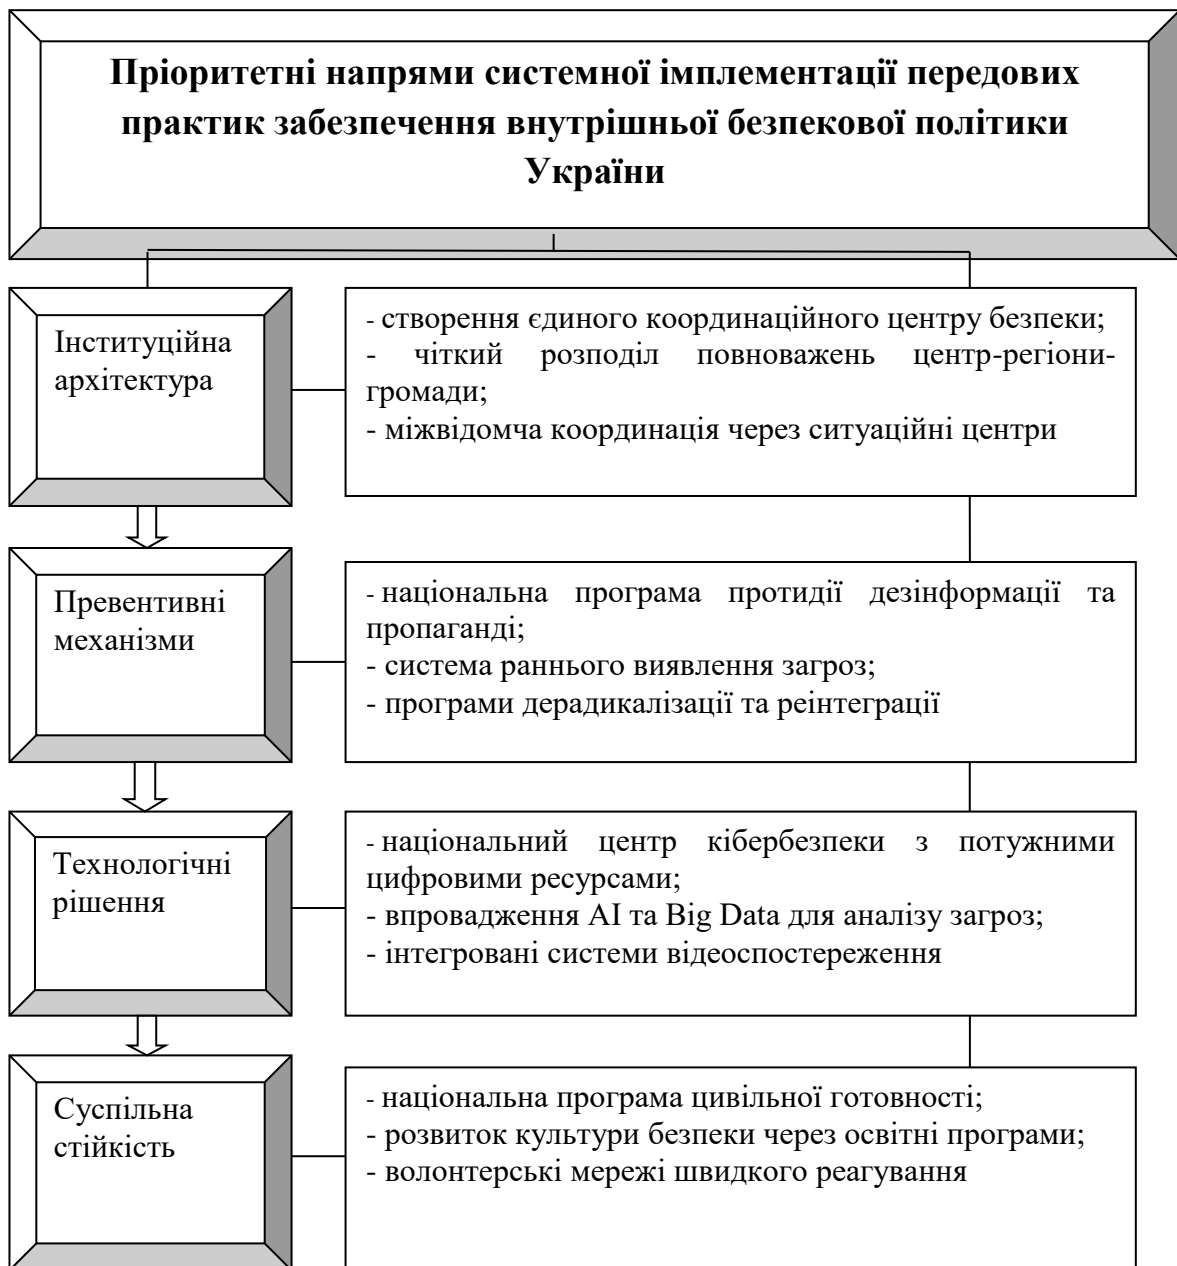 Пріоритетні напрями системної імплементації передових
практик забезпечення внутрішньої безпекової політики
України
Інституційна
архітектура
- створення єдиного координаційного центру безпеки;
- чіткий розподіл повноважень центр-регіони-
громади;
- міжвідомча координація через ситуаційні центри
Превентивні
механізми
- національна програма протидії дезінформації та
пропаганді;
- система раннього виявлення загроз;
- програми дерадикалізації та реінтеграції
Технологічні
рішення
- національний центр кібербезпеки з потужними
цифровими ресурсами;
- впровадження AI та Big Data для аналізу загроз;
- інтегровані системи відеоспостереження
Суспільна
стійкість
- національна програма цивільної готовності;
- розвиток культури безпеки через освітні програми;
- волонтерські мережі швидкого реагування